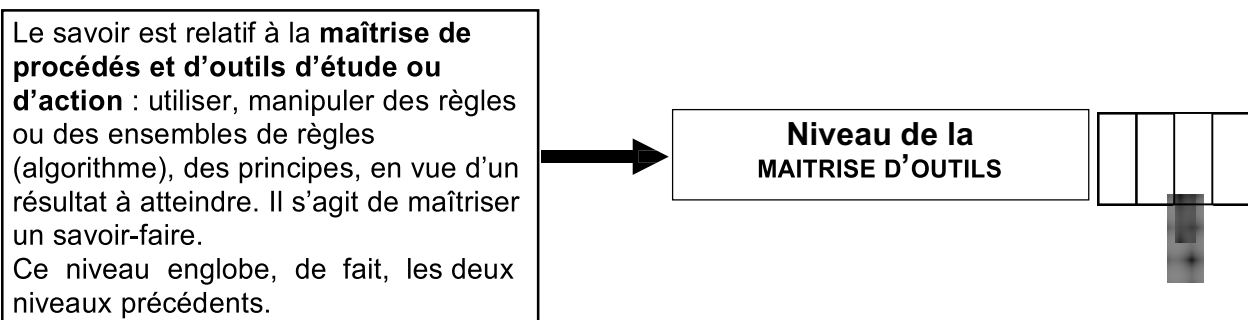 Le savoir est relatif à la maîtrise de
procédés et d'outils d'étude ou
d'action : utiliser, manipuler des règles
ou des ensembles de règles
(algorithme), des principes, en vue d'un
résultat à atteindre. Il s'agit de maîtriser
un savoir-faire.
Ce niveau englobe, de fait, les deux
niveaux précédents.
Niveau de la
MAITRISE D'OUTILS